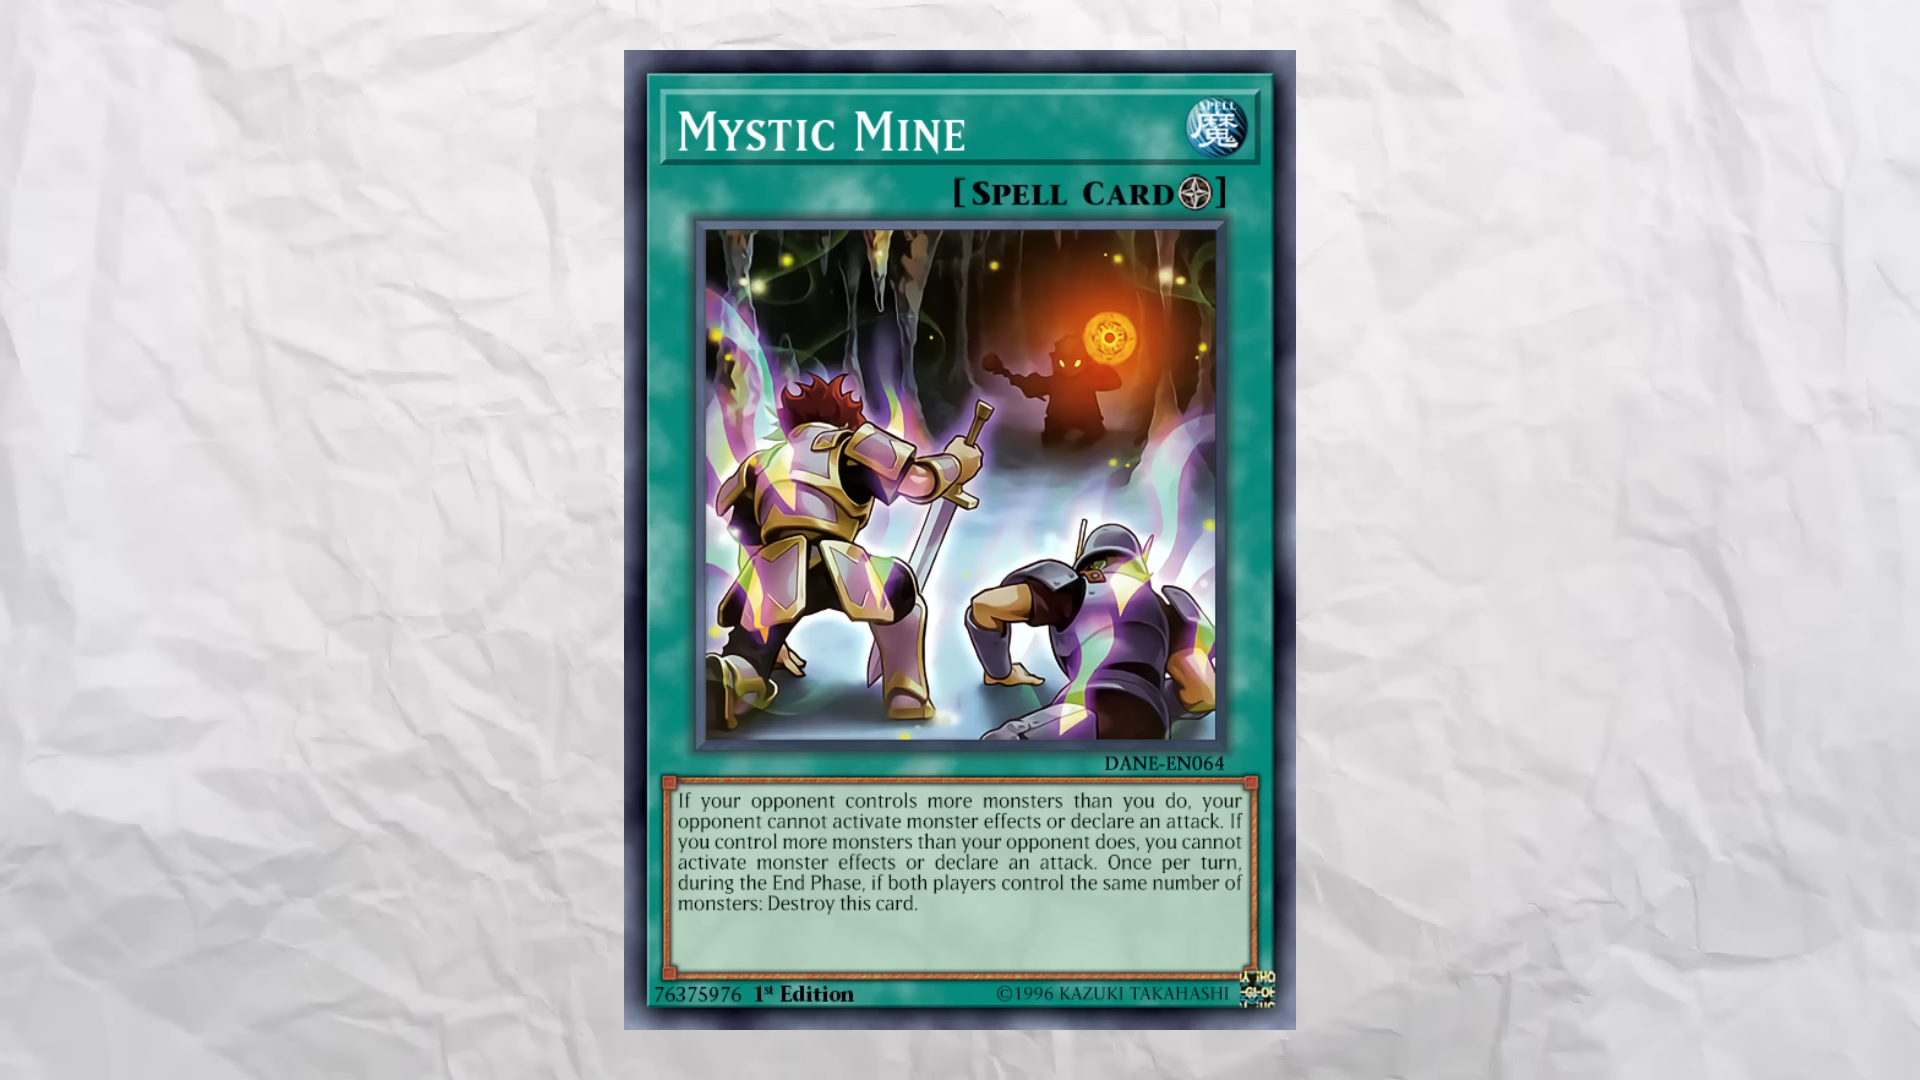 Mystic Mine
SPELL
魔
[Spell Card]
DANE-EN064
If your opponent controls more monsters than you do, your
opponent cannot activate monster effects or declare an attack. If
you control more monsters than your opponent does, you cannot
activate monster effects or declare an attack. Once per turn,
during the End Phase, if both players control the same number of
monsters: Destroy this card.
76375976 1st Edition ©1996 KAZUKI TAKAHASHI